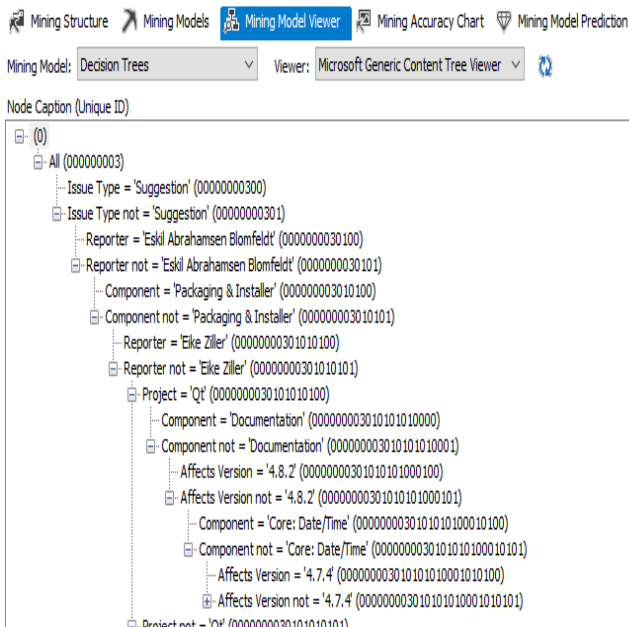 Mining Structure Mining Models Mining Model Viewer Mining Accuracy Chart Mining Model Prediction
Mining Model: Decision Trees Viewer: Microsoft Generic Content Tree Viewer
Node Caption (Unique ID)
(0)
All (000000003)
Issue Type = 'Suggestion' (00000000300)
Issue Type not = 'Suggestion' (00000000301)
Reporter = 'Eskil Abrahamsen Blomfeldt' (0000000030100)
Reporter not = 'Eskil Abrahamsen Blomfeldt' (0000000030101)
Component = 'Packaging & Installer' (000000003010100)
Component not = 'Packaging & Installer' (000000003010101)
Reporter = 'Eike Ziller' (00000000301010100)
Reporter not = 'Eike Ziller' (00000000301010101)
Project = 'Qt' (0000000030101010100)
Component = 'Documentation' (000000003010101010000)
Component not = 'Documentation' (000000003010101010001)
Affects Version = '4.8.2' (00000000301010101000100)
Affects Version not = '4.8.2' (00000000301010101000101)
Component = 'Core: Date/Time' (0000000030101010100010100)
Component not = 'Core: Date/Time' (0000000030101010100010101)
Affects Version = '4.7.4' (000000003010101010001010100)
Affects Version not = '4.7.4' (000000003010101010001010101)
Project not = 'Qt' (0000000030101010101)